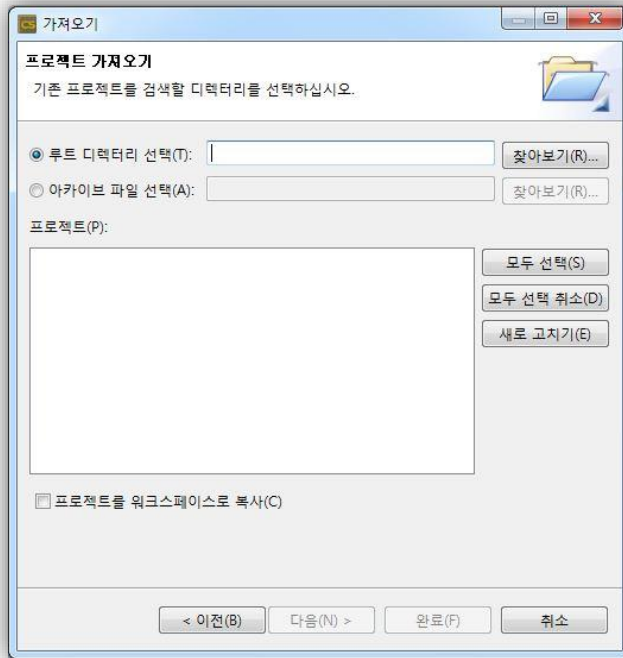 CS 가져오기
프로젝트 가져오기
기존 프로젝트를 검색할 디렉터리를 선택하십시오.
루트 디렉터리 선택(T): 찾아보기(R)...
아카이브 파일 선택(A): 찾아보기(R)...
프로젝트(P):
모두 선택(S)
모두 선택 취소(D)
새로 고치기(E)
프로젝트를 워크스페이스로 복사(C)
< 이전(B) 다음(N) > 완료(F) 취소